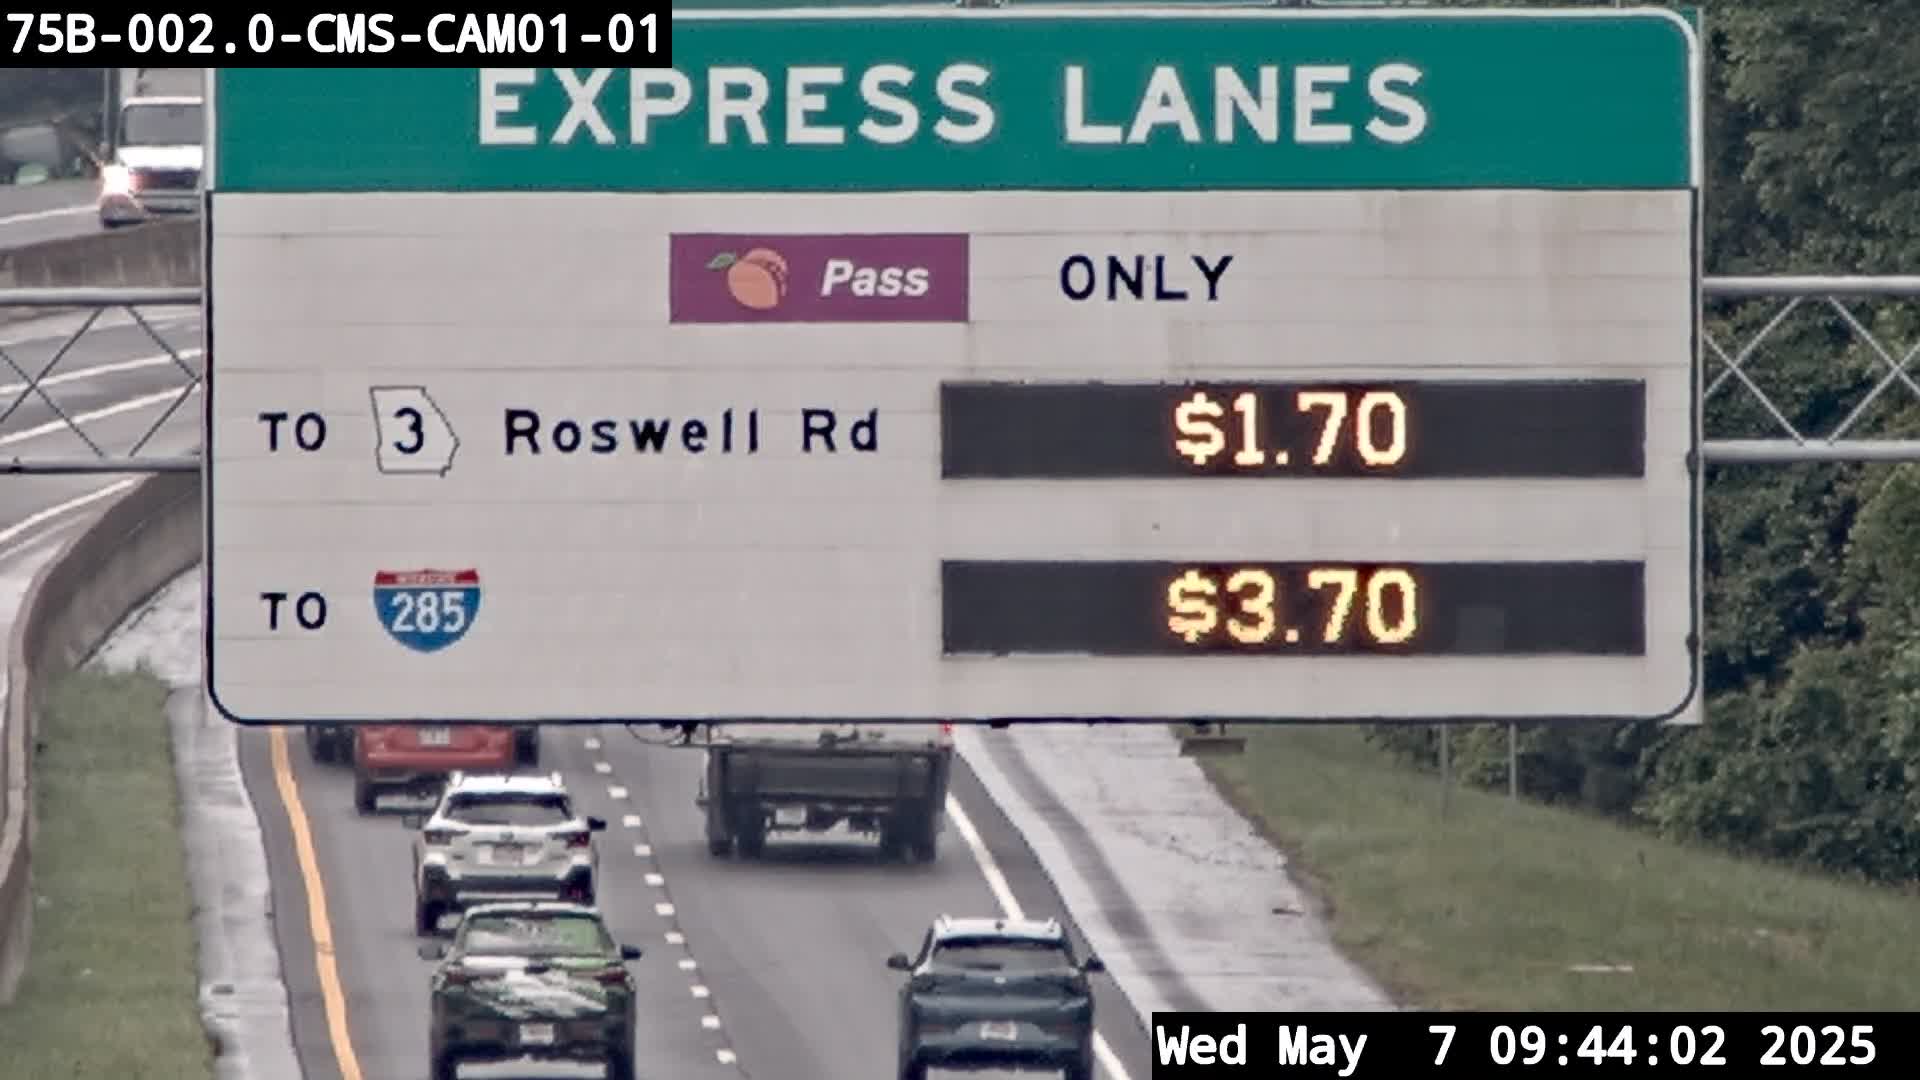 75B-002.0-CMS-CAM01-01
EXPRESS LANES
Pass ONLY
TO 3 Roswell Rd $1.70
TO 285 $3.70
Wed May 7 09:44:02 2025